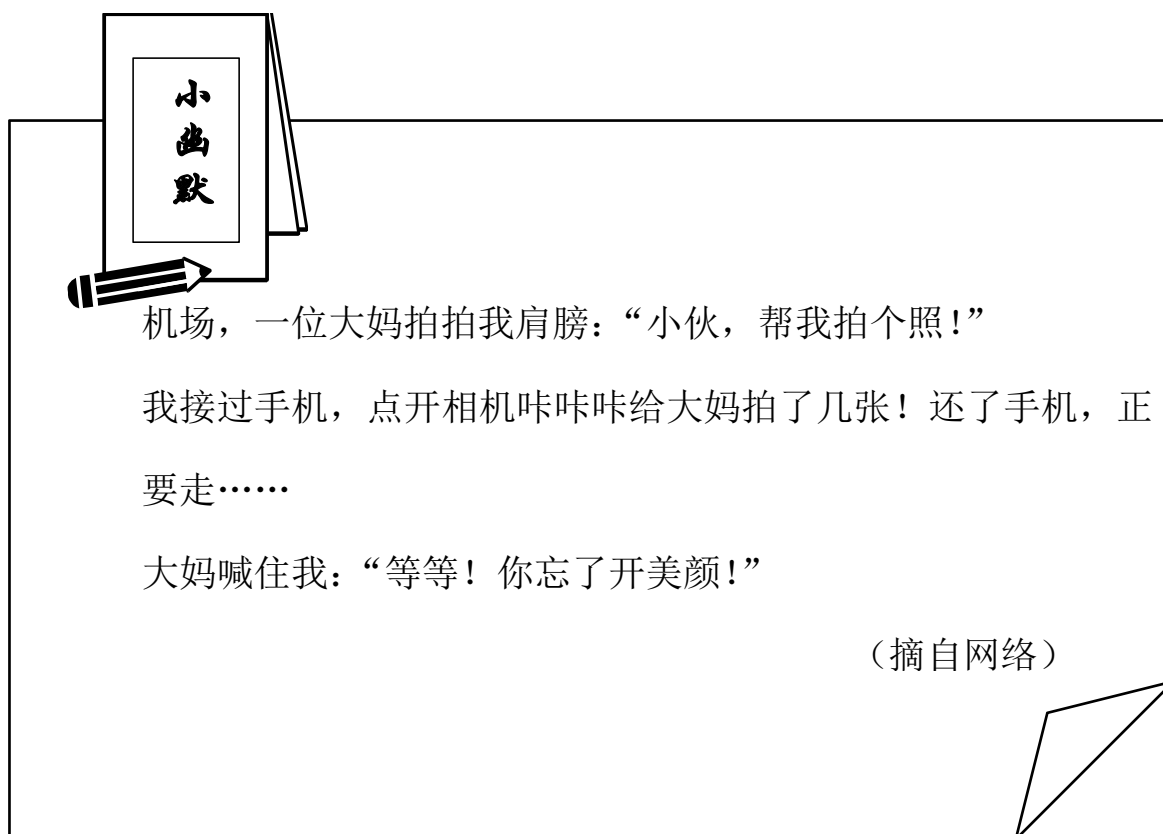 小幽默
机场，一位大妈拍拍我肩膀：“小伙，帮我拍个照！”
我接过手机，点开相机咔咔咔给大妈拍了几张！还了手机，正
要走……
大妈喊住我：“等等！你忘了开美颜！”
（摘自网络）